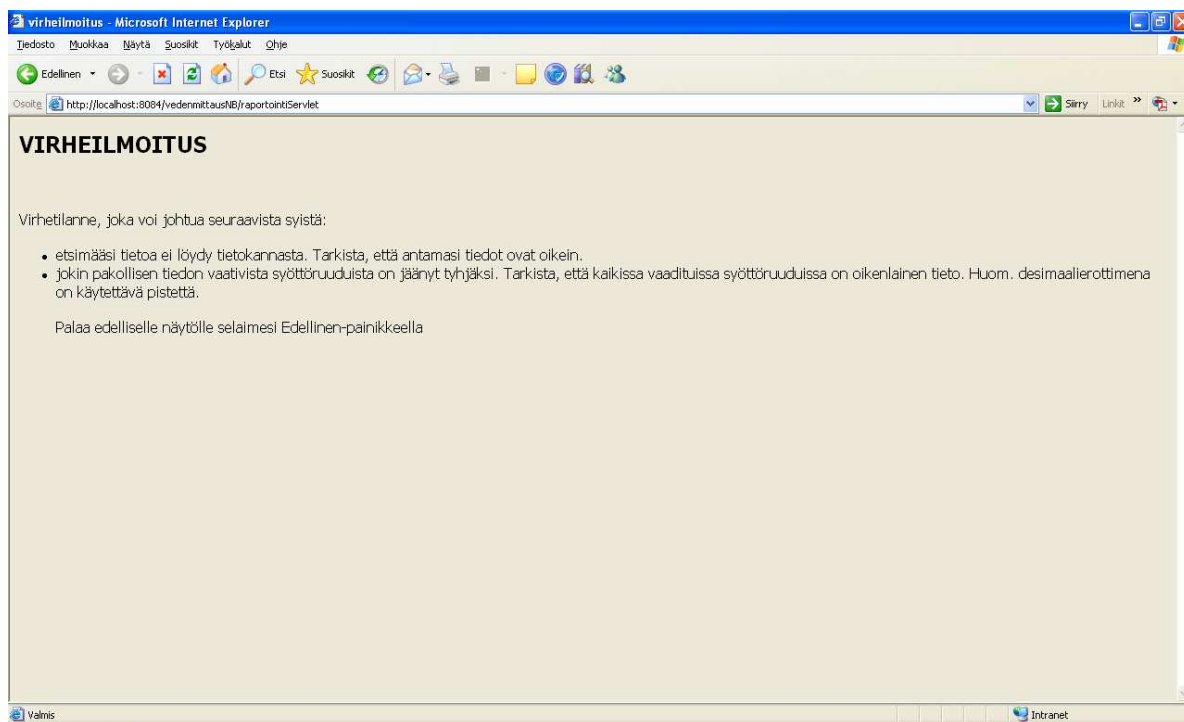 virheilmoitus - Microsoft Internet Explorer
Tiedosto Muokkaa Näytä Suosikit Työkalut Ohje
Edellinen Etsi Suosikit
Osoite http://localhost:8084/vedenmittausNB/raportointiServlet Siirry Linkit »
VIRHEILMOITUS
Virhetilanne, joka voi johtua seuraavista syistä:
• etsimääsi tietoa ei löydy tietokannasta. Tarkista, että antamasi tiedot ovat oikein.
• jokin pakollisen tiedon vaativista syöttöruuduista on jäänyt tyhjäksi. Tarkista, että kaikissa vaadituissa syöttöruuduissa on oikenlainen tieto. Huom. desimaalierottimena
on käytettävä pistettä.
Palaa edelliselle näytölle selaimesi Edellinen-painikkeella
Valmis Intranet